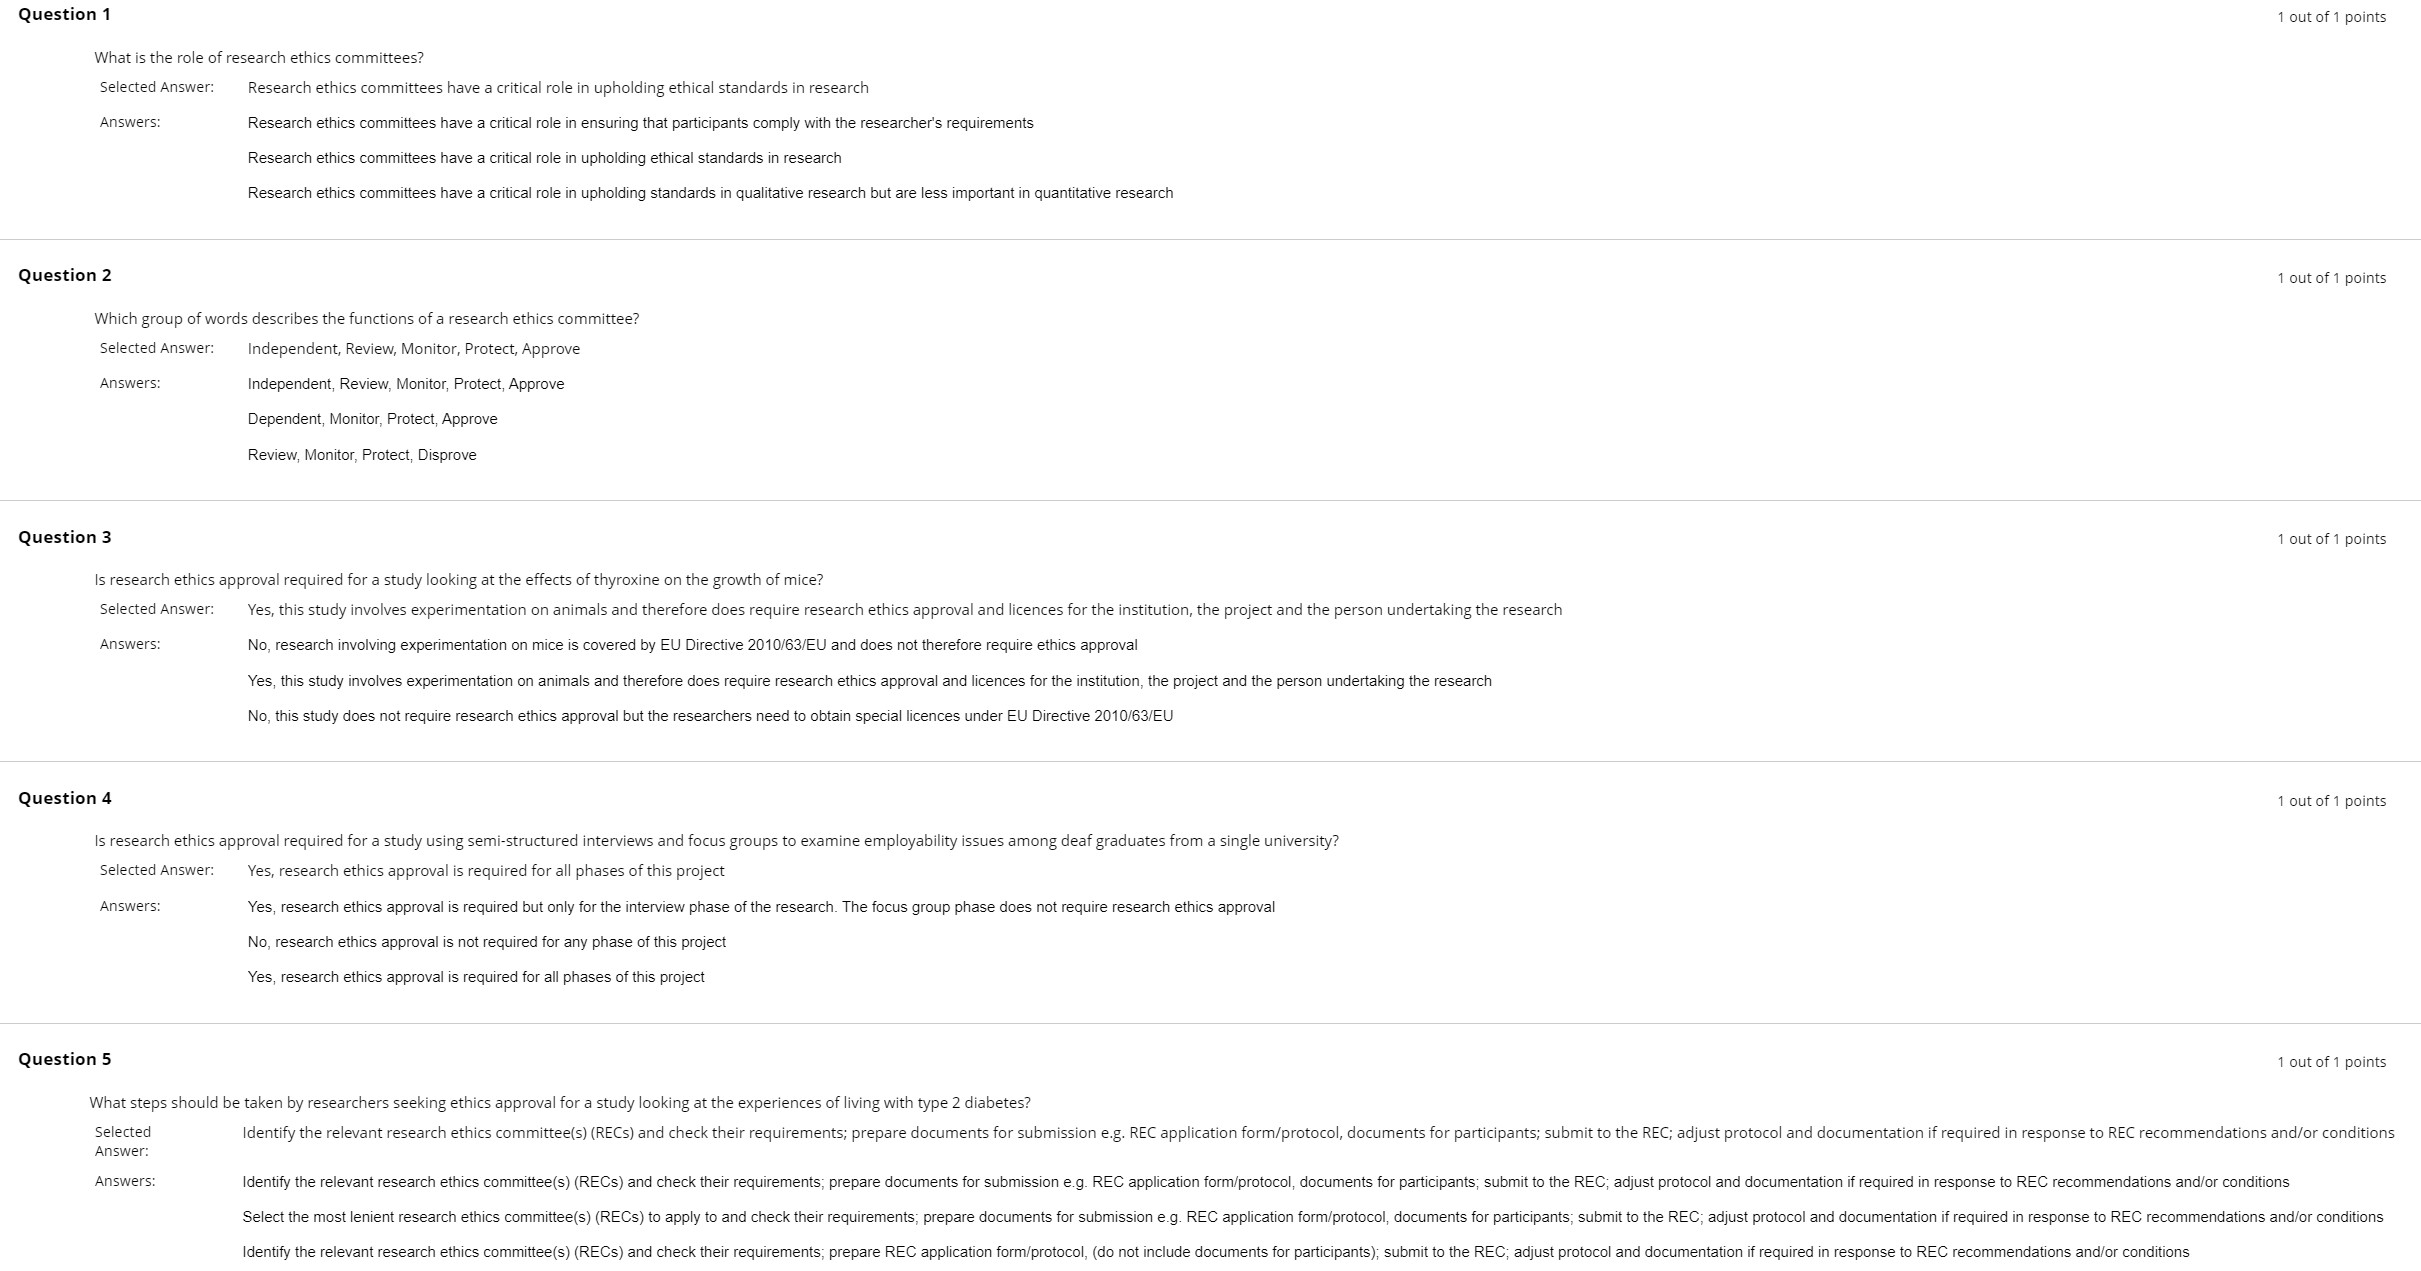 Question 1
1 out of 1 points
What is the role of research ethics committees?
Selected Answer: Research ethics committees have a critical role in upholding ethical standards in research
Answers: Research ethics committees have a critical role in ensuring that participants comply with the researcher's requirements
Research ethics committees have a critical role in upholding ethical standards in research
Research ethics committees have a critical role in upholding standards in qualitative research but are less important in quantitative research
Question 2
1 out of 1 points
Which group of words describes the functions of a research ethics committee?
Selected Answer: Independent, Review, Monitor, Protect, Approve
Answers: Independent, Review, Monitor, Protect, Approve
Dependent, Monitor, Protect, Approve
Review, Monitor, Protect, Disprove
Question 3
1 out of 1 points
Is research ethics approval required for a study looking at the effects of thyroxine on the growth of mice?
Selected Answer: Yes, this study involves experimentation on animals and therefore does require research ethics approval and licences for the institution, the project and the person undertaking the research
Answers: No, research involving experimentation on mice is covered by EU Directive 2010/63/EU and does not therefore require ethics approval
Yes, this study involves experimentation on animals and therefore does require research ethics approval and licences for the institution, the project and the person undertaking the research
No, this study does not require research ethics approval but the researchers need to obtain special licences under EU Directive 2010/63/EU
Question 4
1 out of 1 points
Is research ethics approval required for a study using semi-structured interviews and focus groups to examine employability issues among deaf graduates from a single university?
Selected Answer: Yes, research ethics approval is required for all phases of this project
Answers: Yes, research ethics approval is required but only for the interview phase of the research. The focus group phase does not require research ethics approval
No, research ethics approval is not required for any phase of this project
Yes, research ethics approval is required for all phases of this project
Question 5
1 out of 1 points
What steps should be taken by researchers seeking ethics approval for a study looking at the experiences of living with type 2 diabetes?
Selected
Answer:
Identify the relevant research ethics committee(s) (RECs) and check their requirements; prepare documents for submission e.g. REC application form/protocol, documents for participants; submit to the REC; adjust protocol and documentation if required in response to REC recommendations and/or conditions
Answers: Identify the relevant research ethics committee(s) (RECs) and check their requirements; prepare documents for submission e.g. REC application form/protocol, documents for participants; submit to the REC; adjust protocol and documentation if required in response to REC recommendations and/or conditions
Select the most lenient research ethics committee(s) (RECs) to apply to and check their requirements; prepare documents for submission e.g. REC application form/protocol, documents for participants; submit to the REC; adjust protocol and documentation if required in response to REC recommendations and/or conditions
Identify the relevant research ethics committee(s) (RECs) and check their requirements; prepare REC application form/protocol, (do not include documents for participants); submit to the REC; adjust protocol and documentation if required in response to REC recommendations and/or conditions